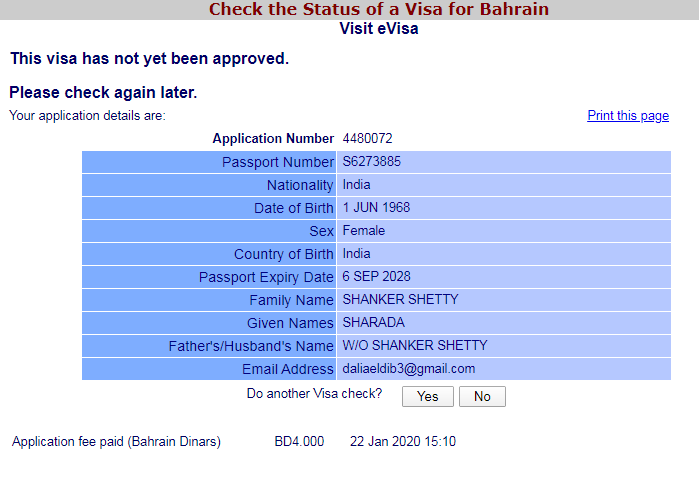 Check the Status of a Visa for Bahrain
Visit eVisa
This visa has not yet been approved.
Please check again later.
Your application details are: Print this page
Application Number 4480072
Passport Number S6273885
Nationality India
Date of Birth 1 JUN 1968
Sex Female
Country of Birth India
Passport Expiry Date 6 SEP 2028
Family Name SHANKER SHETTY
Given Names SHARADA
Father's/Husband's Name W/O SHANKER SHETTY
Email Address daliaeldib3@gmail.com
Do another Visa check? Yes No
Application fee paid (Bahrain Dinars) BD4.000 22 Jan 2020 15:10